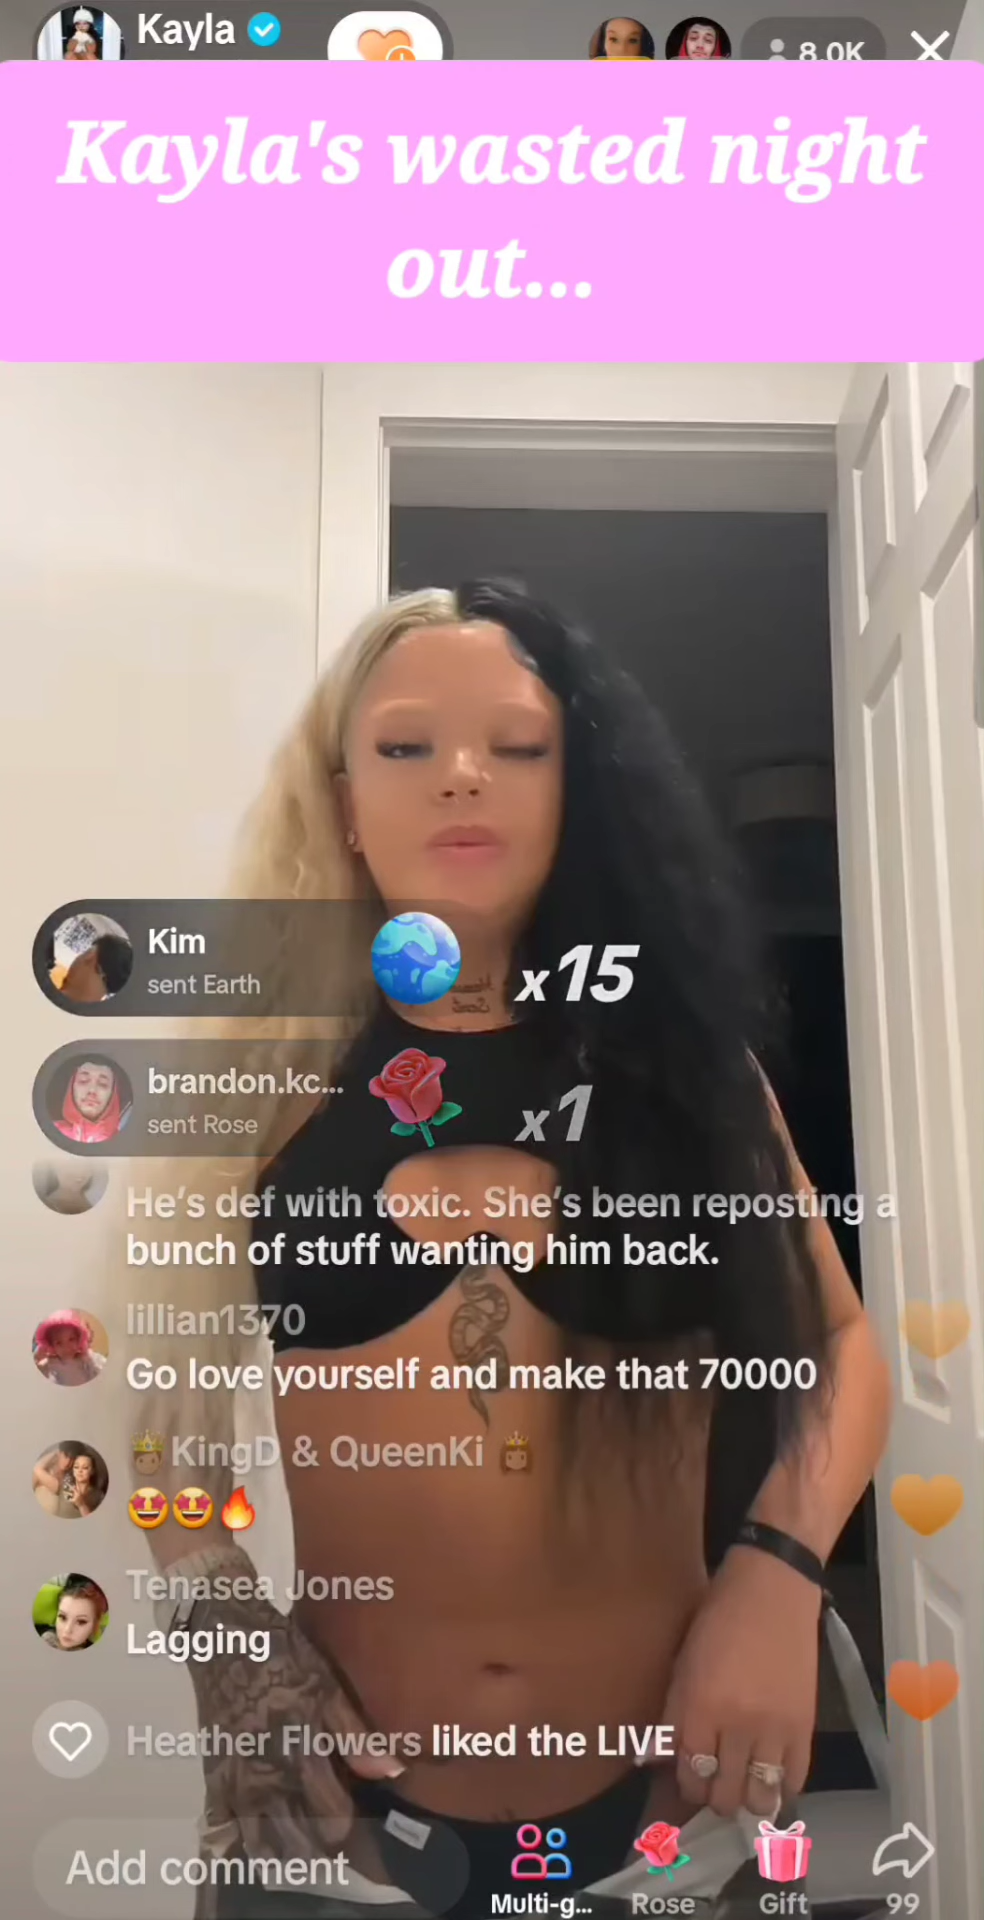 Kayla
8.0K
Kayla's wasted night
out...
Kim
sent Earth
x15
brandon.kc...
sent Rose
x1
He's def with toxic. She's been reposting a
bunch of stuff wanting him back.
lillian1370
Go love yourself and make that 70000
KingD & QueenKi
🤩🤩🔥
Tenasea Jones
Lagging
Heather Flowers liked the LIVE
Add comment
Multi-g...
Rose
Gift
99